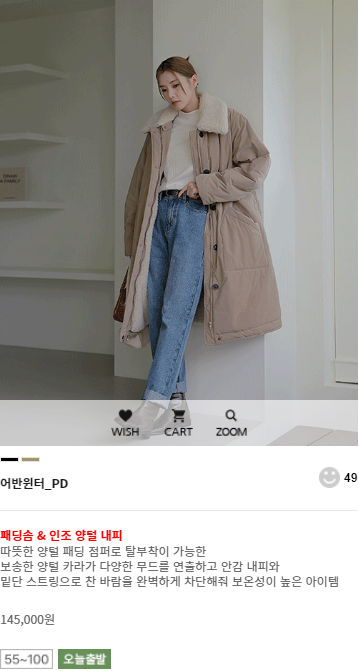 WISH CART ZOOM
어반윈터_PD
49
패딩솜 & 인조 양털 내피
따뜻한 양털 패딩 점퍼로 탈부착이 가능한
보송한 양털 카라가 다양한 무드를 연출하고 안감 내피와
밑단 스트링으로 찬 바람을 완벽하게 차단해줘 보온성이 높은 아이템
145,000원
55~100 오늘출발